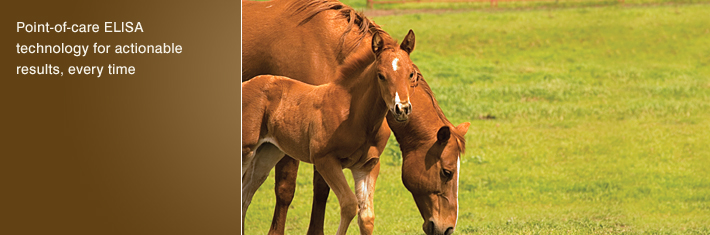 Point-of-care ELISA
technology for actionable
results, every time